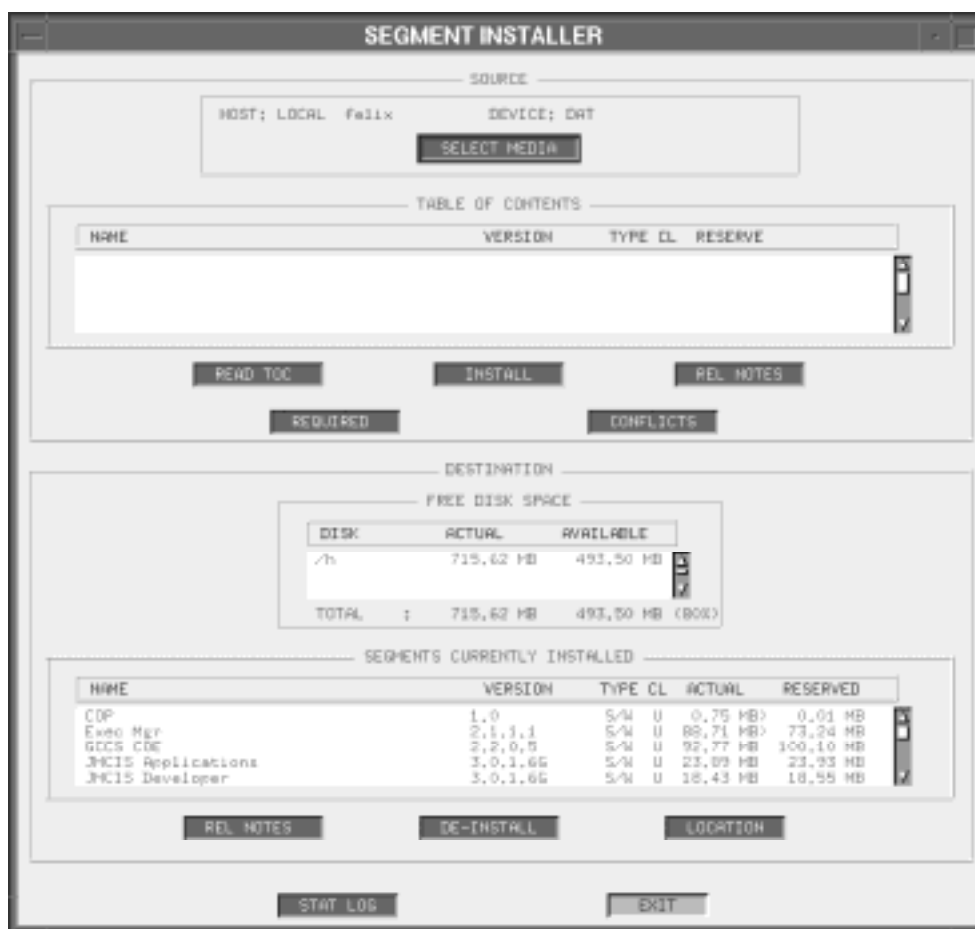 SEGMENT INSTALLER
SOURCE
HOST: LOCAL felix DEVICE: DAT
SELECT MEDIA
TABLE OF CONTENTS
NAME VERSION TYPE CL RESERVE
READ TOC INSTALL REL NOTES
REQUIRED CONFLICTS
DESTINATION
FREE DISK SPACE
DISK ACTUAL AVAILABLE
/h 715.62 MB 493.50 MB
TOTAL : 715.62 MB 493.50 MB (80%)
SEGMENTS CURRENTLY INSTALLED
NAME VERSION TYPE CL ACTUAL RESERVED
COP 1.0 S/W U 0.75 MB) 0.01 MB
Exec Mgr 2.1.1.1 S/W U 88.71 MB) 73.24 MB
GCCS COE 2.2.0.5 S/W U 92.77 MB 100.10 MB
JMCIS Applications 3.0.1.6G S/W U 23.09 MB 23.93 MB
JMCIS Developer 3.0.1.6G S/W U 18.43 MB 18.55 MB
REL NOTES DE-INSTALL LOCATION
STAT LOG EXIT